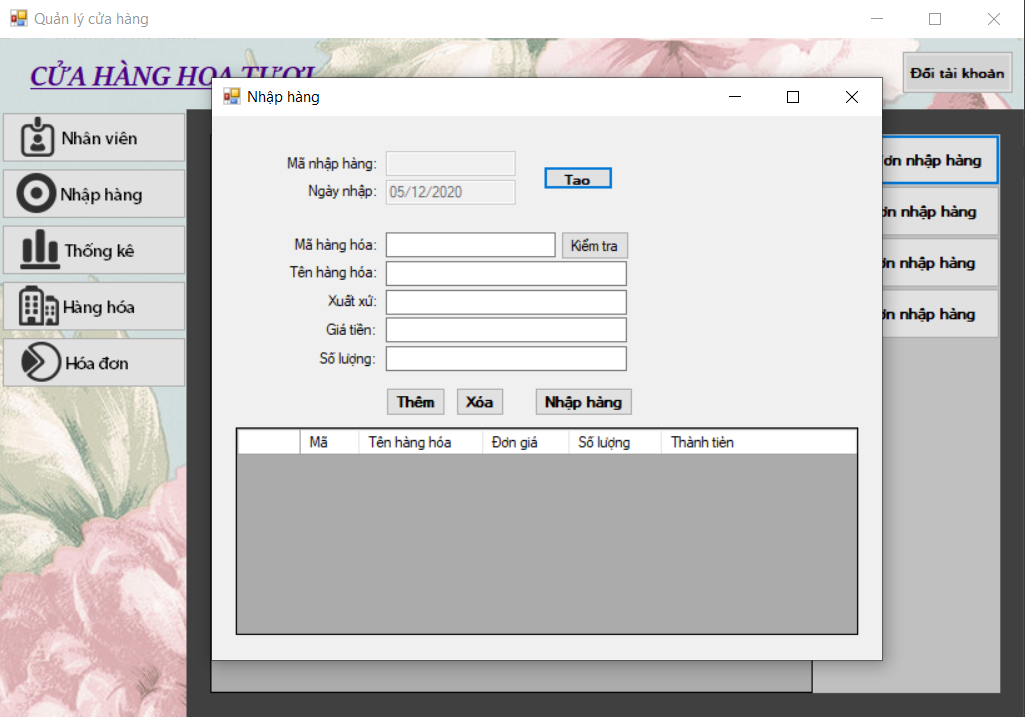 Quản lý cửa hàng
CỬA HÀNG HOA TƯƠI
Đổi tài khoản
Nhân viên
Nhập hàng
Thống kê
Hàng hóa
Hóa đơn
Nhập hàng
Mã nhập hàng:
Tạo
Ngày nhập: 05/12/2020
Mã hàng hóa: Kiểm tra
Tên hàng hóa:
Xuất xứ:
Giá tiền:
Số lượng:
Thêm Xóa Nhập hàng
Mã Tên hàng hóa Đơn giá Số lượng Thành tiền
ơn nhập hàng
ơn nhập hàng
ơn nhập hàng
ơn nhập hàng